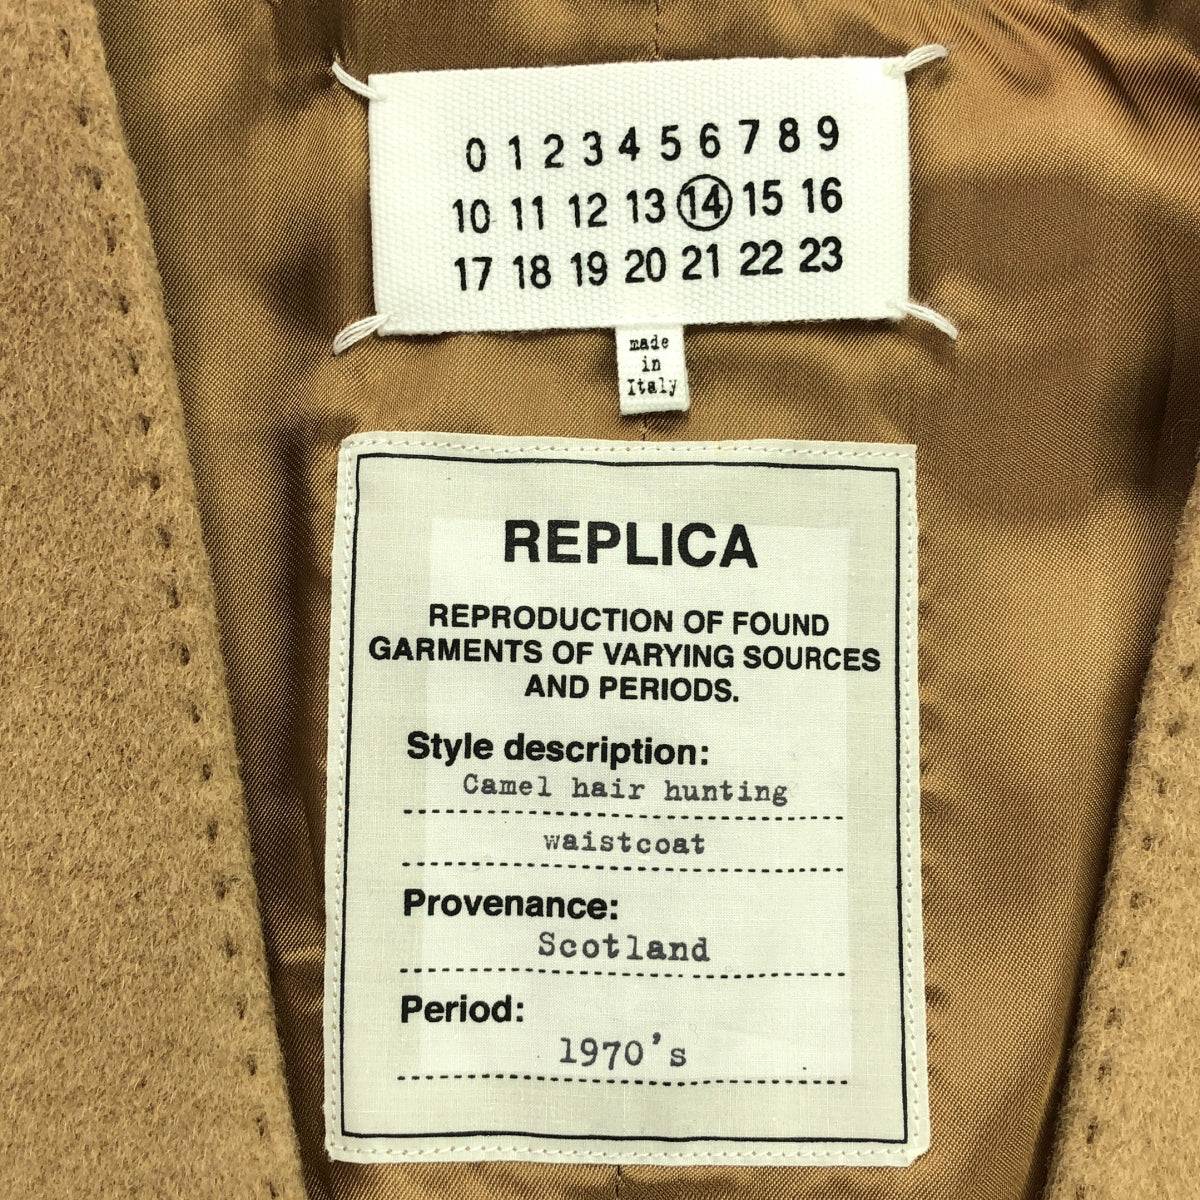 0 1 2 3 4 5 6 7 8 9
10 11 12 13 14 15 16
17 18 19 20 21 22 23
made
in
Italy
REPLICA
REPRODUCTION OF FOUND
GARMENTS OF VARYING SOURCES
AND PERIODS.
Style description:
Camel hair hunting
waistcoat
Provenance:
Scotland
Period:
1970's